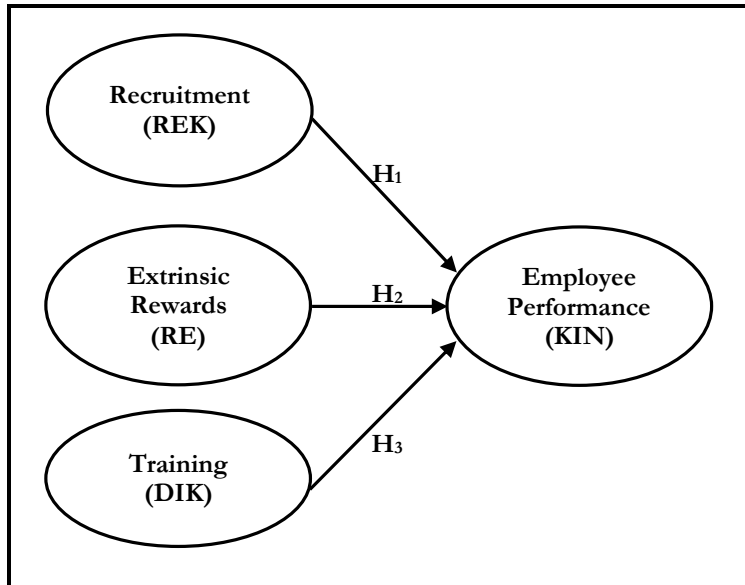 Recruitment
(REK)
H1
Extrinsic
Rewards
(RE)
H2
Employee
Performance
(KIN)
Training
(DIK)
H3